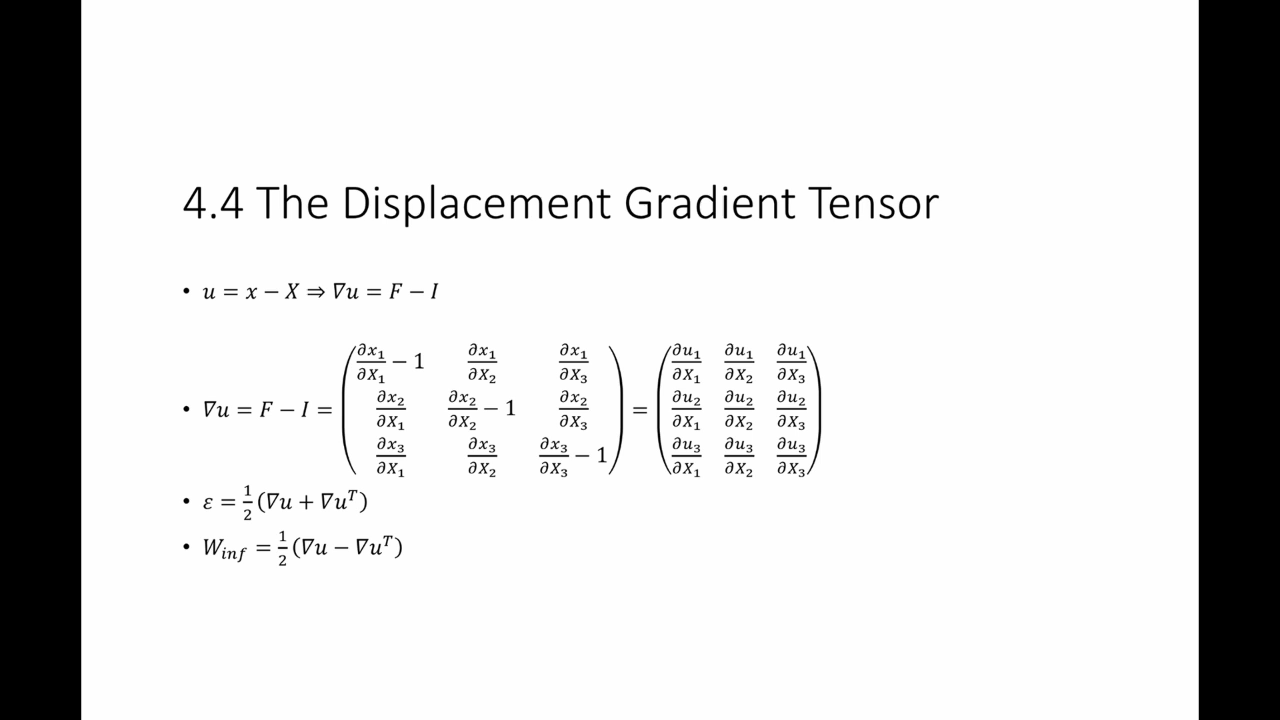 4.4 The Displacement Gradient Tensor
• u = x − X ⇒ ∇u = F − I
• ∇u = F − I = ( ∂x₁/∂X₁ − 1  ∂x₁/∂X₂  ∂x₁/∂X₃ ; ∂x₂/∂X₁  ∂x₂/∂X₂ − 1  ∂x₂/∂X₃ ; ∂x₃/∂X₁  ∂x₃/∂X₂  ∂x₃/∂X₃ − 1 ) = ( ∂u₁/∂X₁  ∂u₁/∂X₂  ∂u₁/∂X₃ ; ∂u₂/∂X₁  ∂u₂/∂X₂  ∂u₂/∂X₃ ; ∂u₃/∂X₁  ∂u₃/∂X₂  ∂u₃/∂X₃ )
• ε = 1/2 (∇u + ∇uᵀ)
• W_inf = 1/2 (∇u − ∇uᵀ)